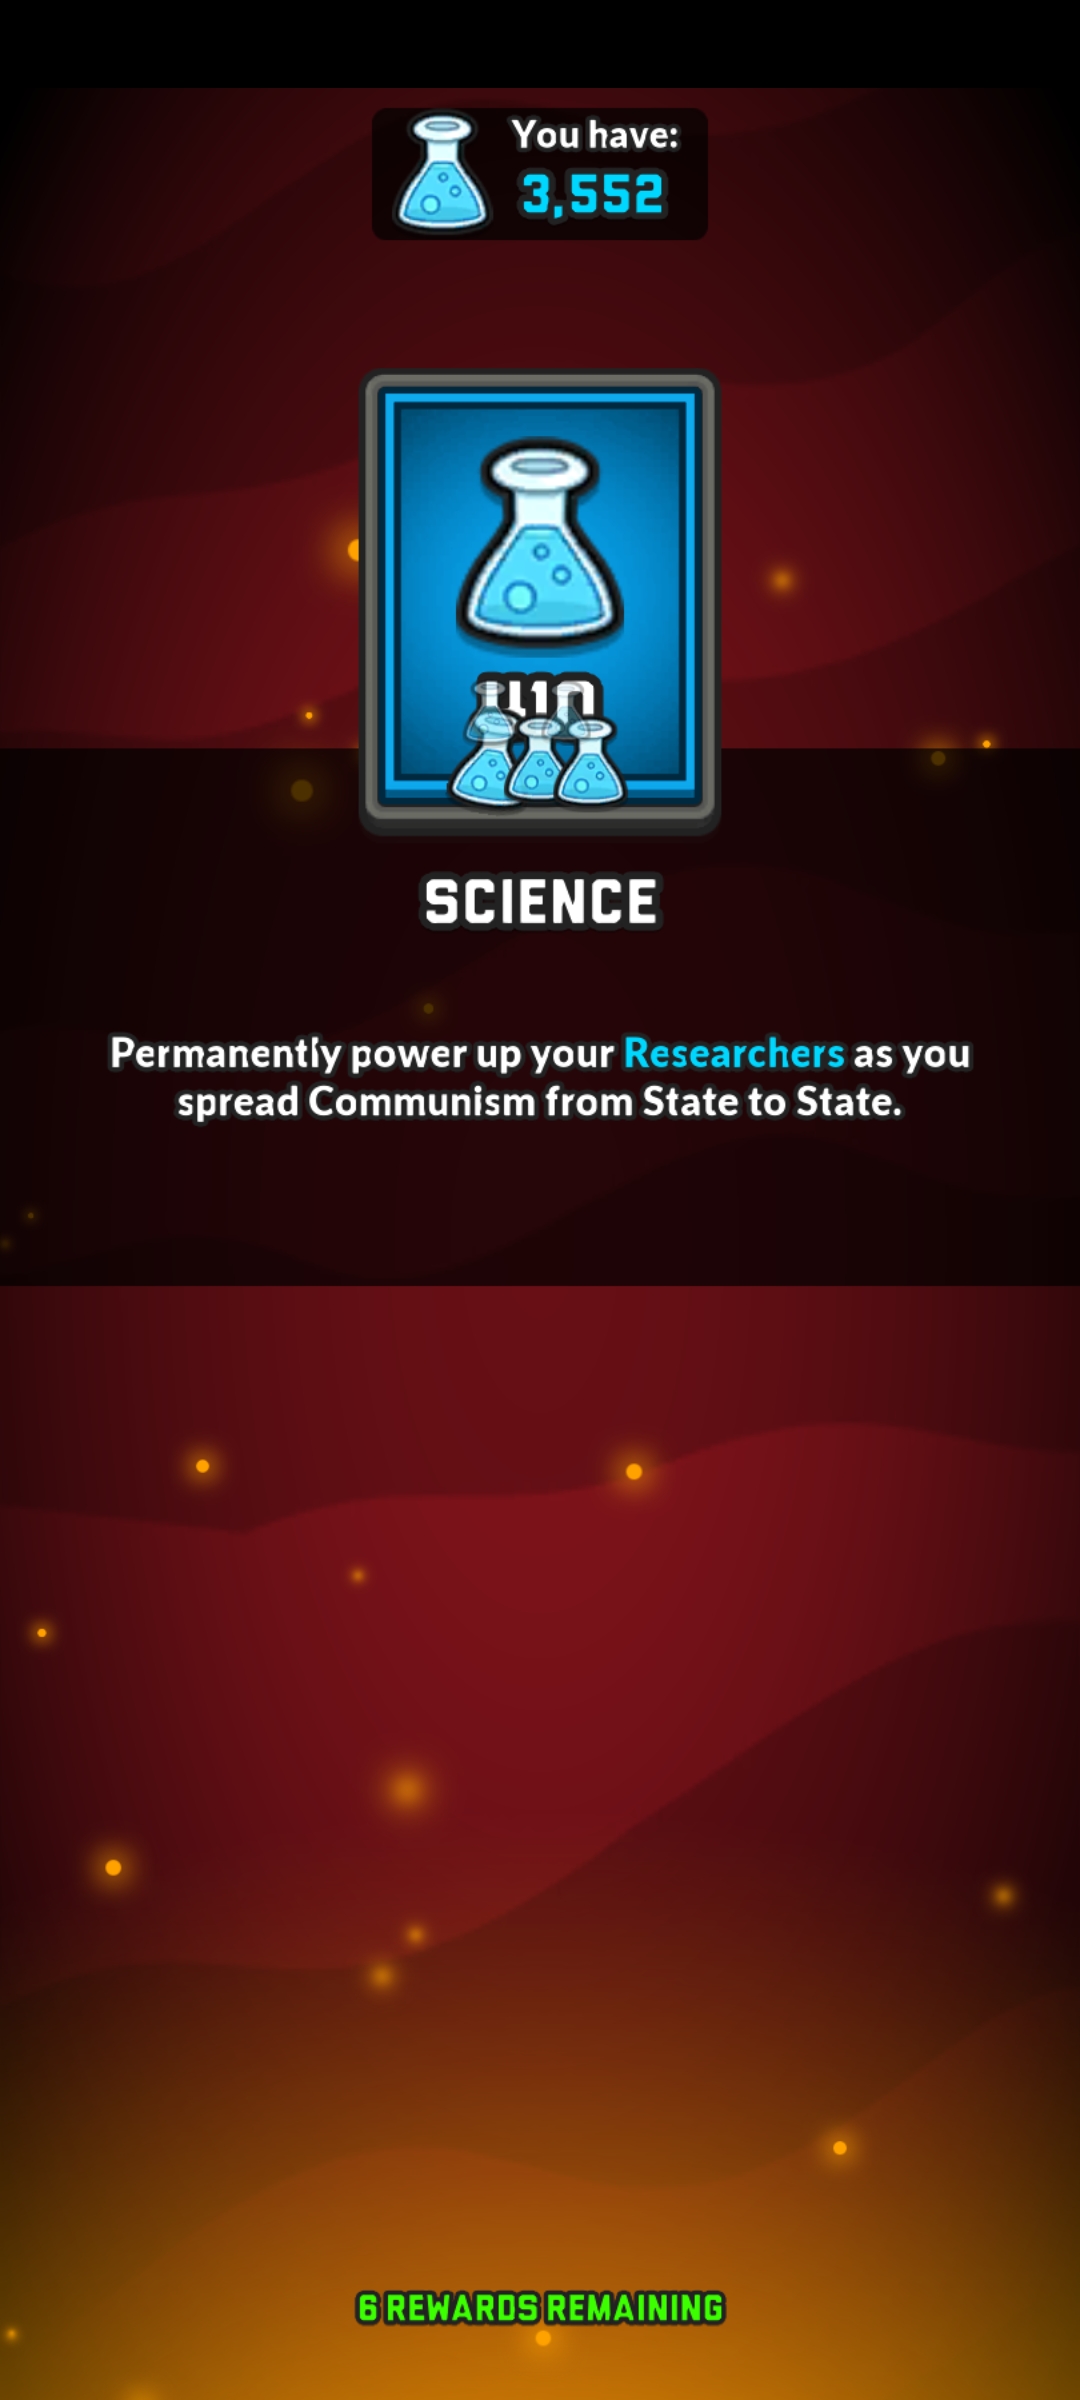 You have:
3,552
SCIENCE
Permanently power up your Researchers as you
spread Communism from State to State.
6 REWARDS REMAINING